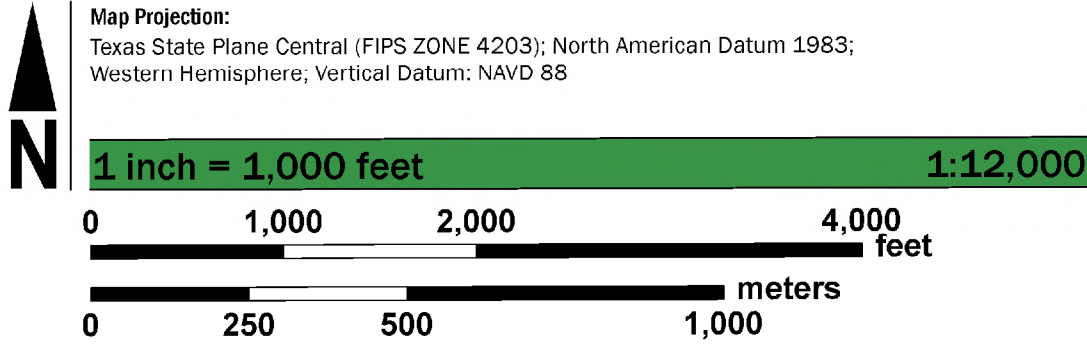 Map Projection:
Texas State Plane Central (FIPS ZONE 4203); North American Datum 1983;
Western Hemisphere; Vertical Datum: NAVD 88
N
1 inch = 1,000 feet 1:12,000
0 1,000 2,000 4,000
feet
meters
0 250 500 1,000